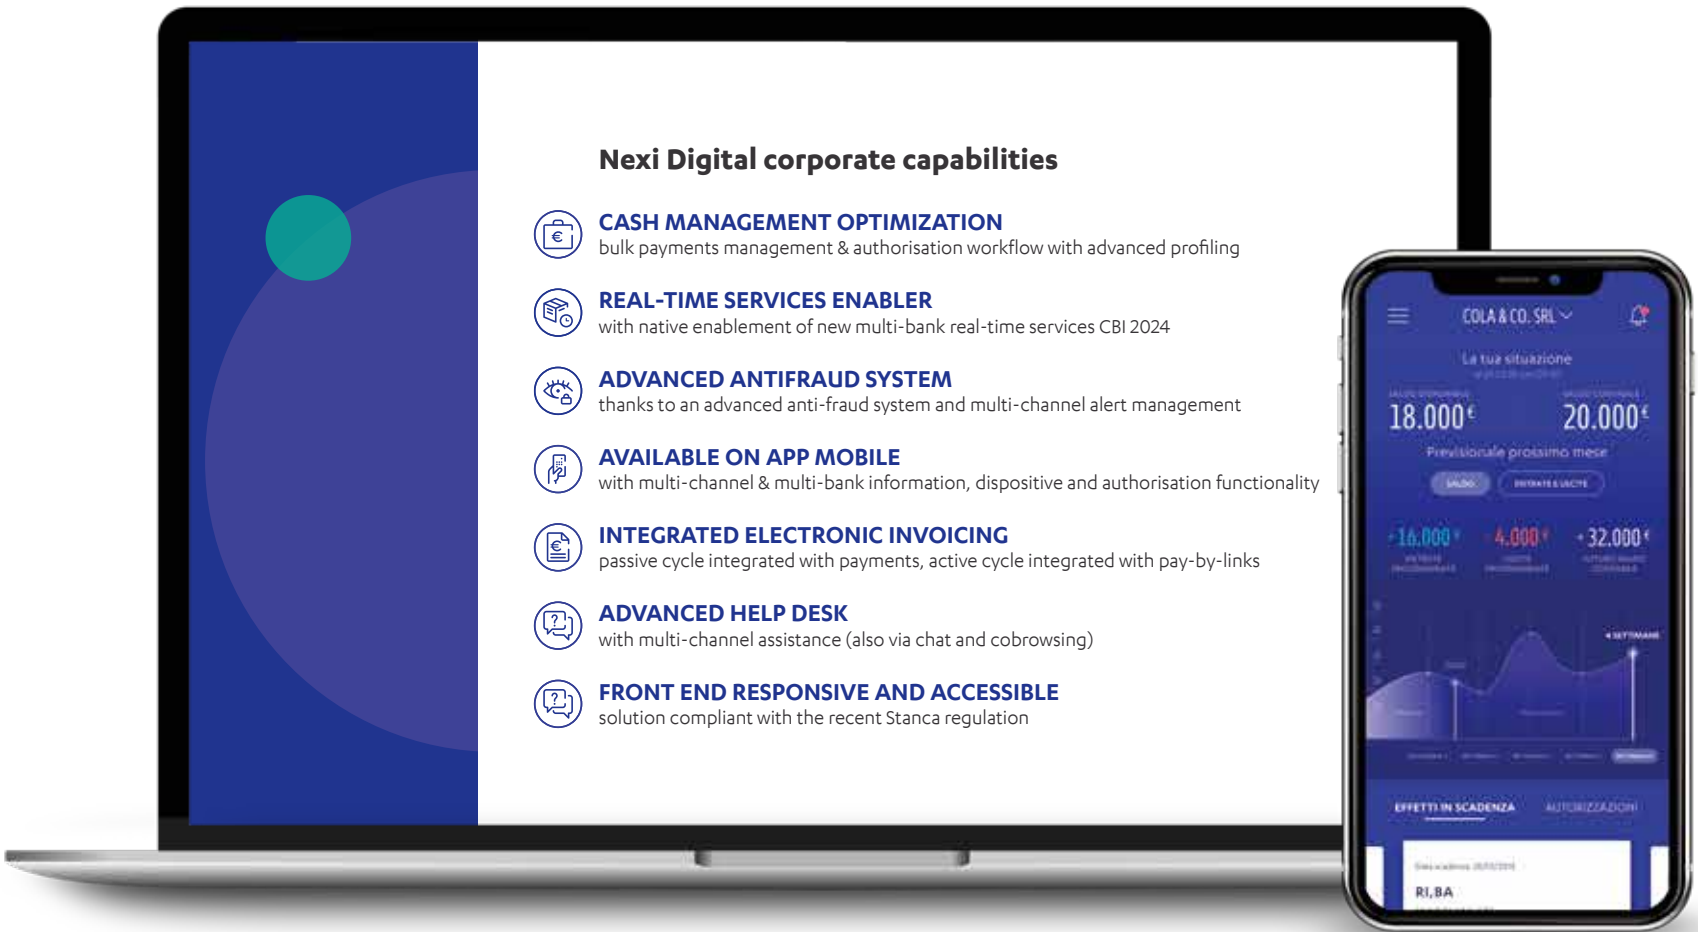 Nexi Digital corporate capabilities
CASH MANAGEMENT OPTIMIZATION
bulk payments management & authorisation workflow with advanced profiling
REAL-TIME SERVICES ENABLER
with native enablement of new multi-bank real-time services CBI 2024
ADVANCED ANTIFRAUD SYSTEM
thanks to an advanced anti-fraud system and multi-channel alert management
AVAILABLE ON APP MOBILE
with multi-channel & multi-bank information, dispositive and authorisation functionality
INTEGRATED ELECTRONIC INVOICING
passive cycle integrated with payments, active cycle integrated with pay-by-links
ADVANCED HELP DESK
with multi-channel assistance (also via chat and cobrowsing)
FRONT END RESPONSIVE AND ACCESSIBLE
solution compliant with the recent Stanca regulation
COLA & CO. SRL
La tua situazione
18.000€ 20.000€
Previsionale prossimo mese
SALDO ENTRATE E USCITE
16.000€ 4.000€ + 32.000€
4 SETTIMANE
EFFETTI IN SCADENZA AUTORIZZAZIONI
RI.BA